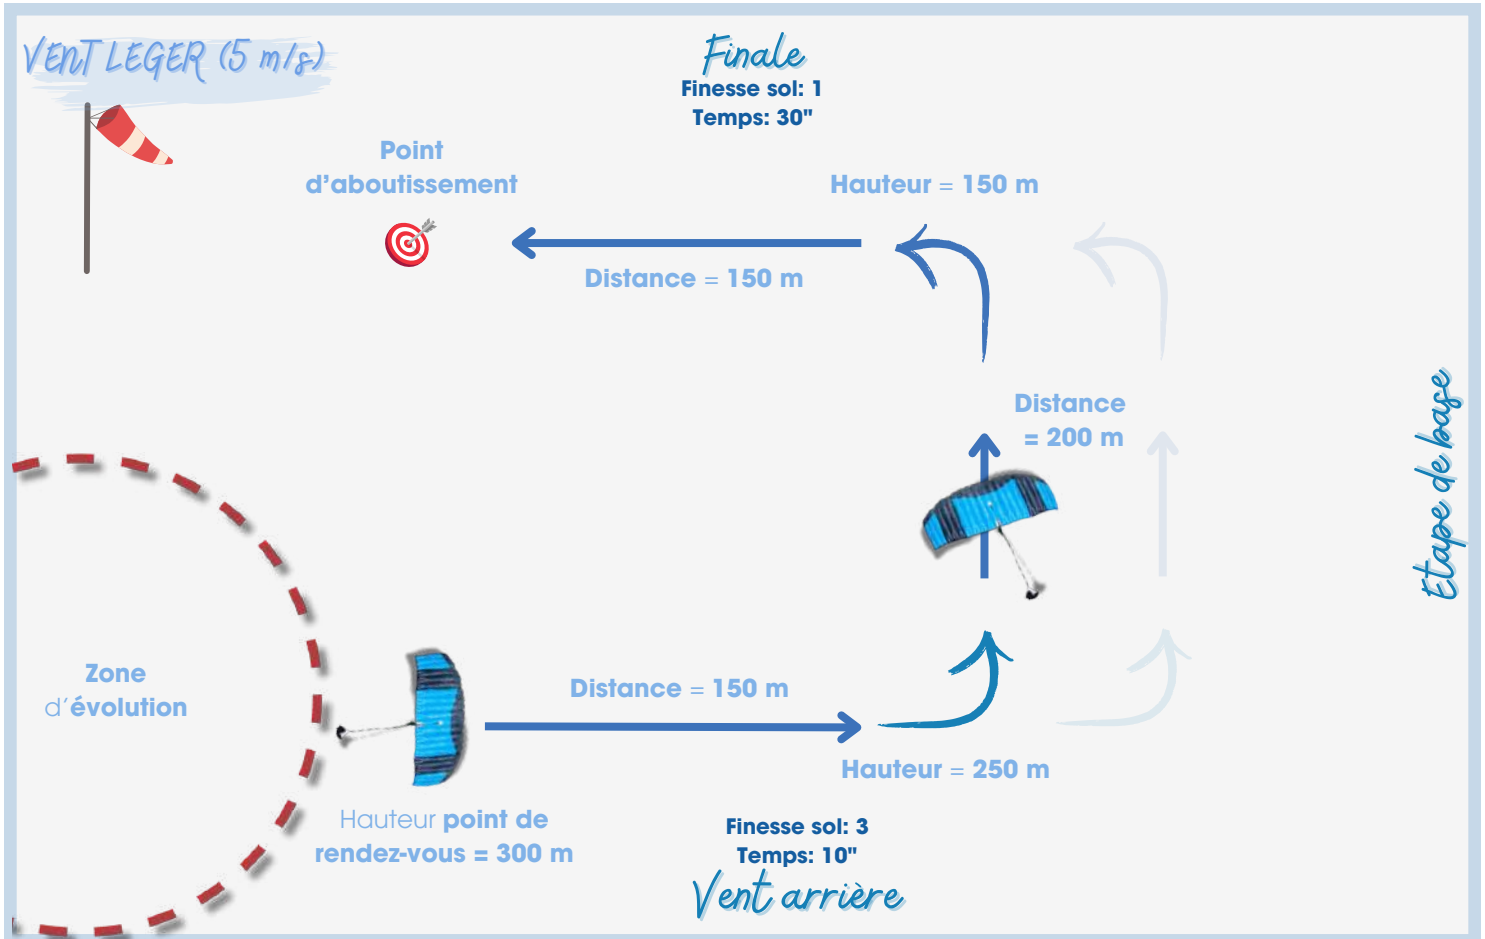 VENT LEGER (5 m/s)
Finale
Finesse sol: 1
Temps: 30"
Point
d'aboutissement
Hauteur = 150 m
Distance = 150 m
Distance
= 200 m
Etape de base
Zone
d'évolution
Distance = 150 m
Hauteur = 250 m
Hauteur point de
rendez-vous = 300 m
Finesse sol: 3
Temps: 10"
Vent arrière